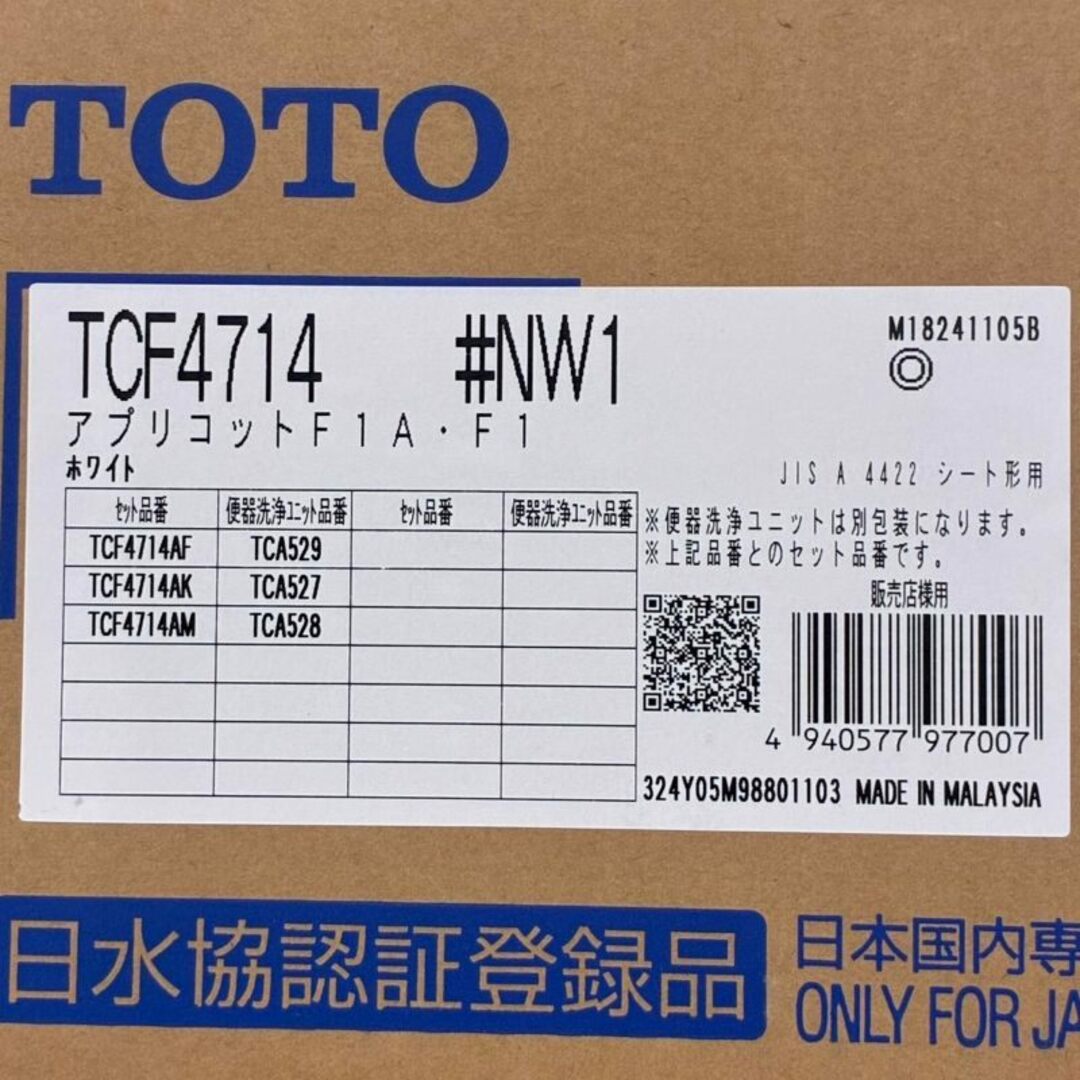 TOTO
TCF4714 #NW1
M18241105B
アプリコットF1A・F1
ホワイト
JIS A 4422 シート形用
セット品番 便器洗浄ユニット品番 セット品番 便器洗浄ユニット品番
TCF4714AF TCA529
TCF4714AK TCA527
TCF4714AM TCA528
※便器洗浄ユニットは別包装になります。
※上記品番とのセット品番です。
販売店様用
4 940577 977007
324Y05M98801103 MADE IN MALAYSIA
日水協認証登録品
日本国内専
ONLY FOR JA